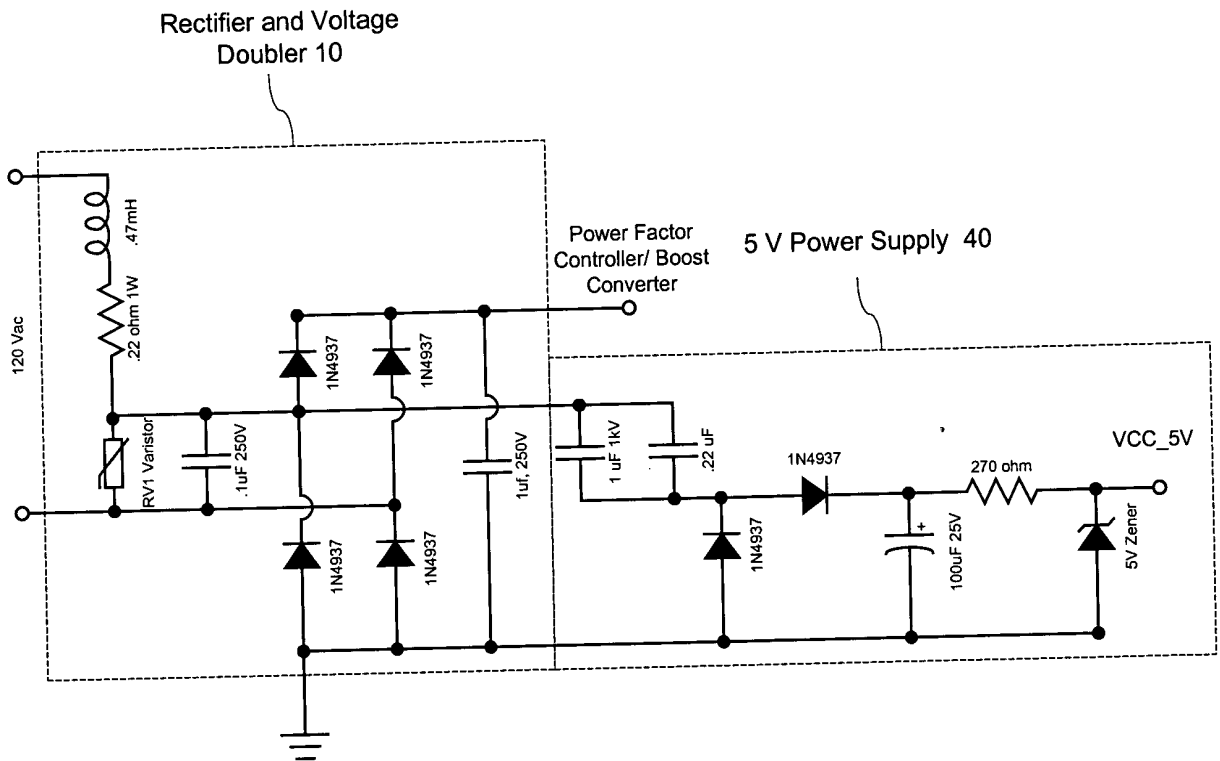 Rectifier and Voltage
Doubler 10
.47mH
.22 ohm 1W
120 Vac
RV1 Varistor
.1uF 250V
1N4937
1N4937
1N4937
1N4937
1uf, 250V
Power Factor
Controller/ Boost
Converter
5 V Power Supply 40
1 uF 1kV
.22 uF
1N4937
1N4937
+
100uF 25V
270 ohm
VCC_5V
5V Zener